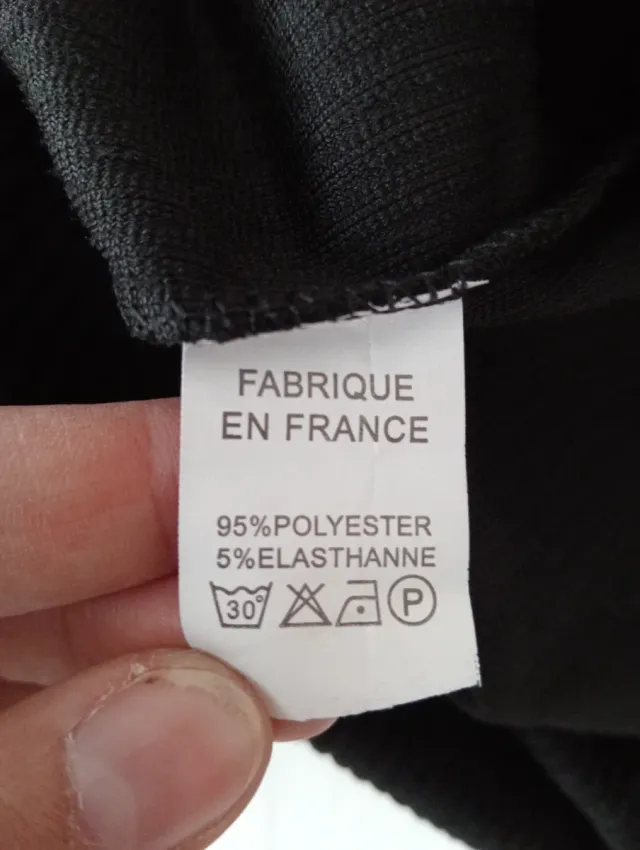 FABRIQUE
EN FRANCE
95%POLYESTER
5%ELASTHANNE
30° P